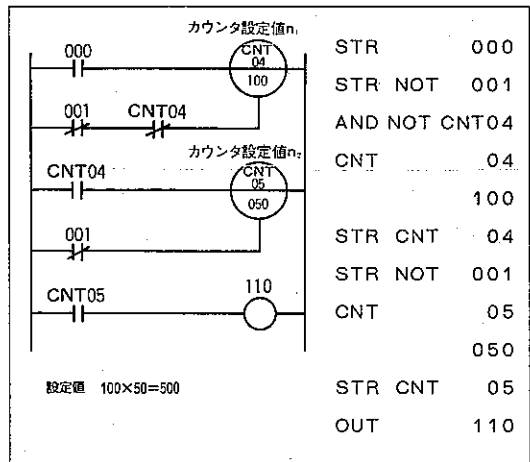 カウンタ設定値n₁
000
CNT
04
100
001 CNT04
カウンタ設定値n₂
CNT04
CNT
05
050
001
CNT05
110
設定値 100×50=500
STR 000
STR NOT 001
AND NOT CNT04
CNT 04
100
STR CNT 04
STR NOT 001
CNT 05
050
STR CNT 05
OUT 110